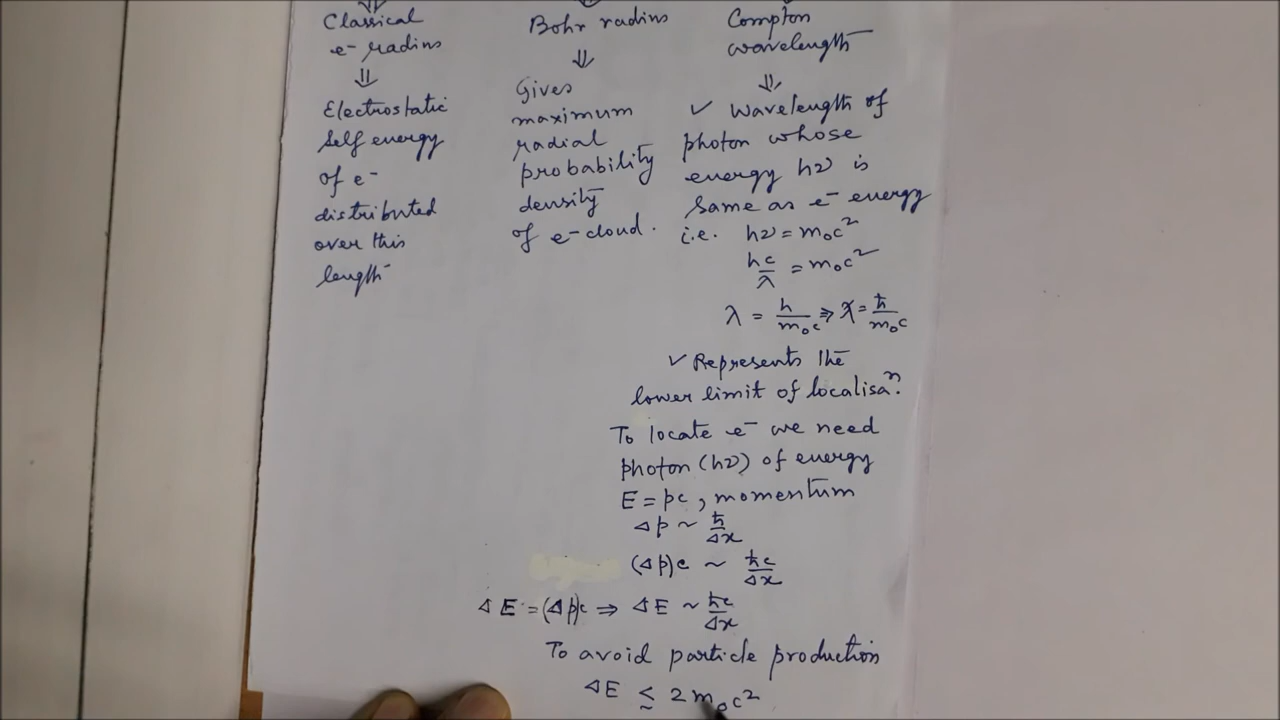 Classical
e⁻ radius
⇓
Electrostatic
self energy
of e⁻
distributed
over this
length
Bohr radius
⇓
Gives
maximum
radial
probability
density
of e⁻ cloud.
Compton
wavelength
⇓
✓ Wavelength of
photon whose
energy hν is
same as e⁻ energy
i.e. hν = m₀c²
hc/λ = m₀c²
λ = h/m₀c ⇒ ƛ = ℏ/m₀c
✓ Represents the
lower limit of localisaⁿ.
To locate e⁻ we need
photon (hν) of energy
E = pc, momentum
Δp ~ ℏ/Δx
(Δp)c ~ ℏc/Δx
ΔE = (Δp)c ⇒ ΔE ~ ℏc/Δx
To avoid particle production
ΔE ≲ 2m₀c²